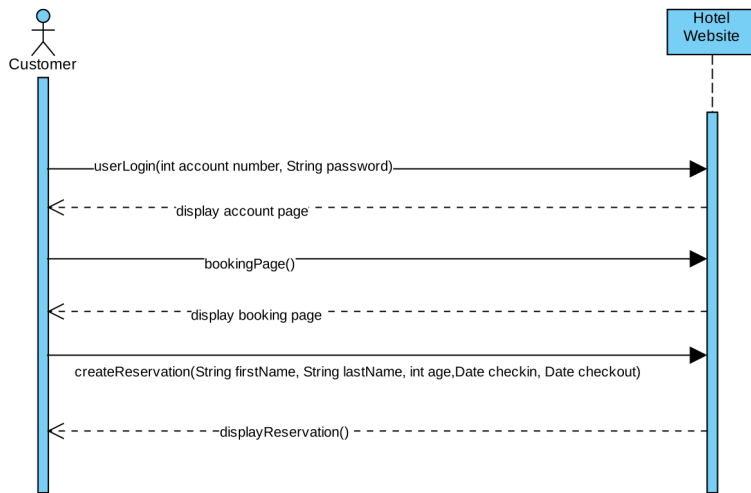 Customer
Hotel
Website
userLogin(int account number, String password)
display account page
bookingPage()
display booking page
createReservation(String firstName, String lastName, int age,Date checkin, Date checkout)
displayReservation()